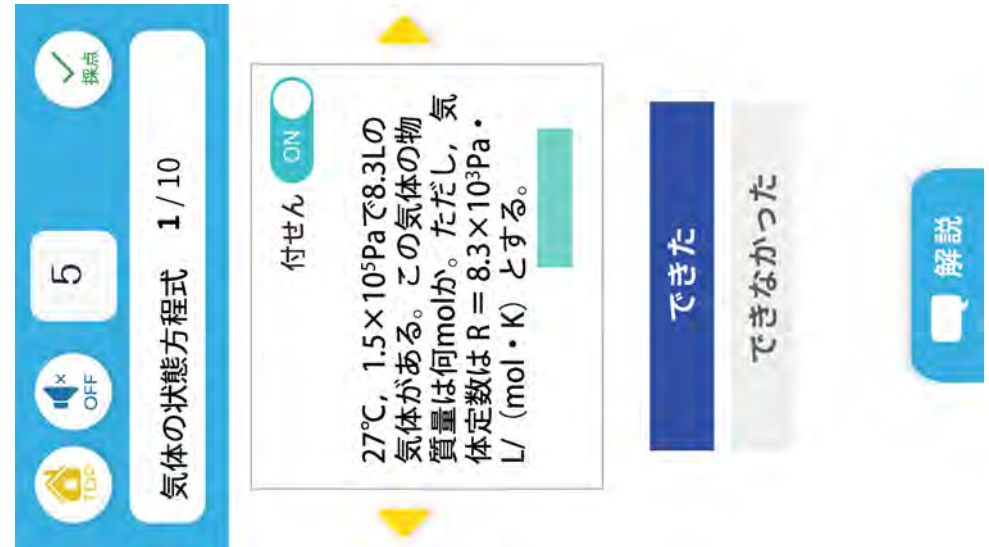 TOP
OFF
5
採点
気体の状態方程式 1 / 10
付せん ON
27℃, 1.5×10⁵Paで8.3Lの
気体がある。この気体の物
質量は何molか。ただし, 気
体定数は R = 8.3×10³Pa・
L/ (mol・K) とする。
できた
できなかった
解説